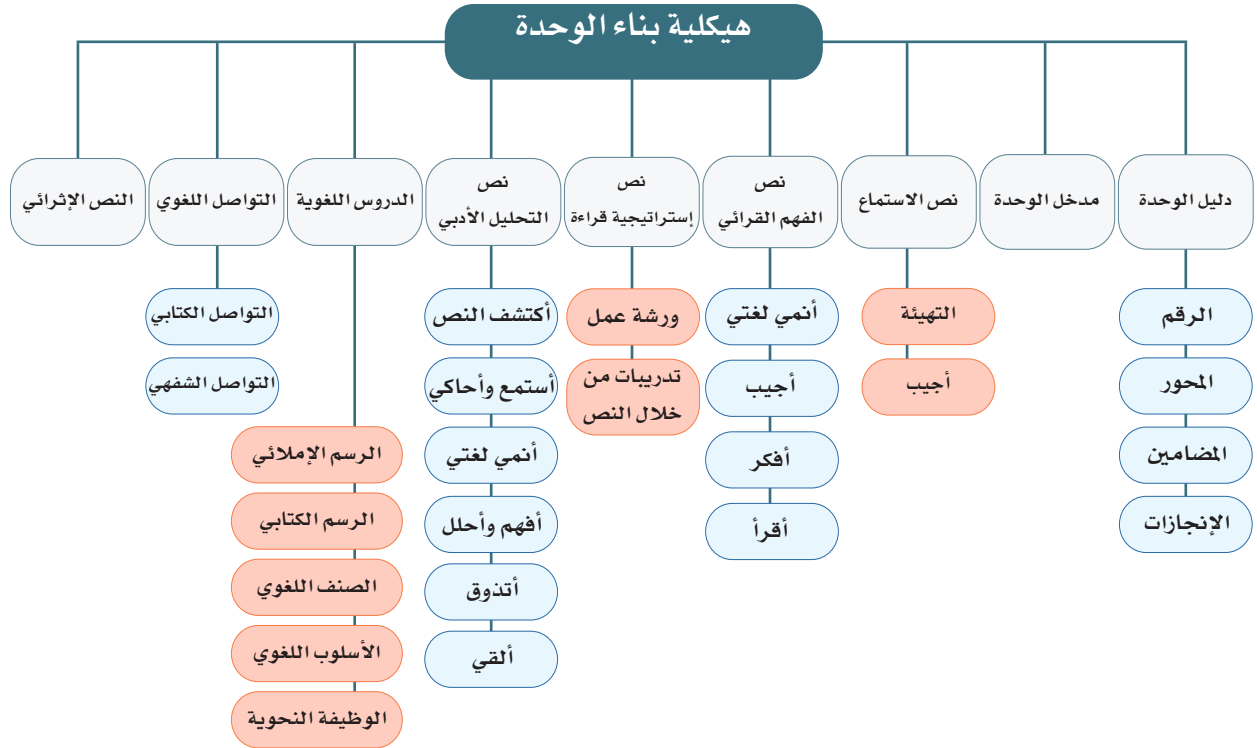 هيكلية بناء الوحدة
دليل الوحدة
الرقم
المحور
المضامين
الإنجازات
مدخل الوحدة
نص الاستماع
التهيئة
أجيب
نص
الفهم القرائي
أنمي لغتي
أجيب
أفكر
أقرأ
نص
إستراتيجية قراءة
ورشة عمل
تدريبات من
خلال النص
نص
التحليل الأدبي
أكتشف النص
أستمع وأحاكي
أنمي لغتي
أفهم وأحلل
أتذوق
ألقي
الدروس اللغوية
الرسم الإملائي
الرسم الكتابي
الصنف اللغوي
الأسلوب اللغوي
الوظيفة النحوية
التواصل اللغوي
التواصل الكتابي
التواصل الشفهي
النص الإثرائي